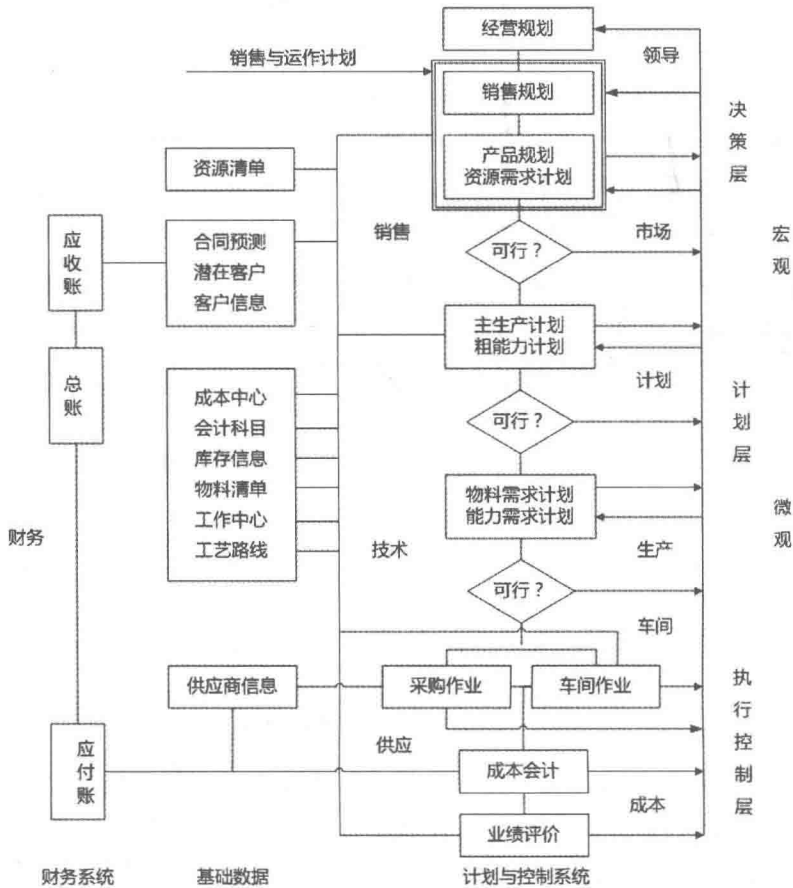 经营规划
领导
销售与运作计划
销售规划
决策层
产品规划
资源需求计划
资源清单
应收账
合同预测
潜在客户
客户信息
销售
可行？
市场
宏观
主生产计划
粗能力计划
总账
计划
计划层
成本中心
会计科目
库存信息
物料清单
工作中心
工艺路线
可行？
物料需求计划
能力需求计划
微观
财务
技术
生产
可行？
车间
供应商信息
采购作业
车间作业
执行控制层
应付账
供应
成本会计
成本
业绩评价
财务系统
基础数据
计划与控制系统